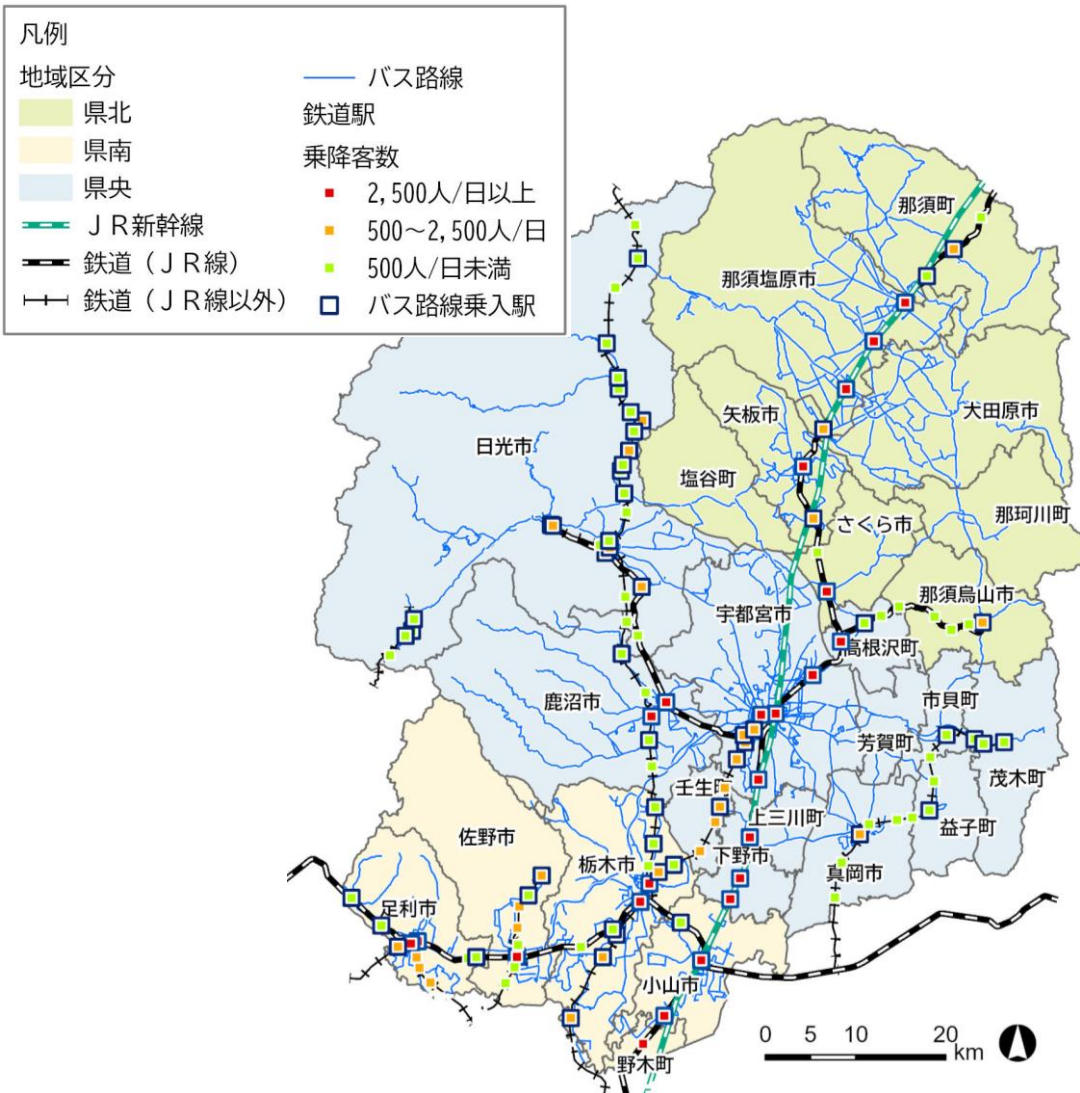 凡例
地域区分
県北
県南
県央
ＪＲ新幹線
鉄道（ＪＲ線）
鉄道（ＪＲ線以外）
バス路線
鉄道駅
乗降客数
2,500人/日以上
500～2,500人/日
500人/日未満
バス路線乗入駅
那須町
那須塩原市
大田原市
矢板市
日光市
塩谷町
さくら市
那珂川町
那須烏山市
宇都宮市
高根沢町
鹿沼市
市貝町
芳賀町
茂木町
壬生町
上三川町
益子町
佐野市
栃木市
下野市
真岡市
足利市
小山市
野木町
0 5 10 20
km